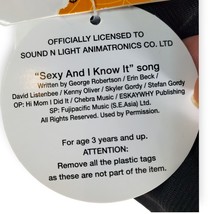 OFFICIALLY LICENSED TO
SOUND N LIGHT ANIMATRONICS CO. LTD
"Sexy And I Know It" song
Written by George Robertson / Erin Beck /
David Listenbee / Kenny Oliver / Skyler Gordy / Stefan Gordy
OP: Hi Mom I Did It / Chebra Music / ESKAYWHY Publishing
SP: Fujipacific Music (S.E.Asia) Ltd.
All Rights Reserved. Used by Permission.
For age 3 years and up.
ATTENTION:
Remove all the plastic tags
as these are not part of the item.